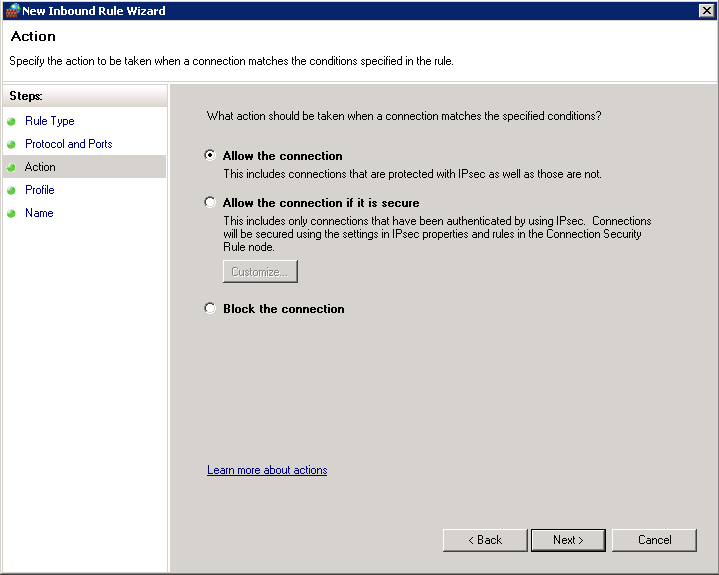 New Inbound Rule Wizard
Action
Specify the action to be taken when a connection matches the conditions specified in the rule.
Steps:
Rule Type
Protocol and Ports
Action
Profile
Name
What action should be taken when a connection matches the specified conditions?
Allow the connection
This includes connections that are protected with IPsec as well as those are not.
Allow the connection if it is secure
This includes only connections that have been authenticated by using IPsec.  Connections
will be secured using the settings in IPsec properties and rules in the Connection Security
Rule node.
Customize...
Block the connection
Learn more about actions
< Back
Next >
Cancel